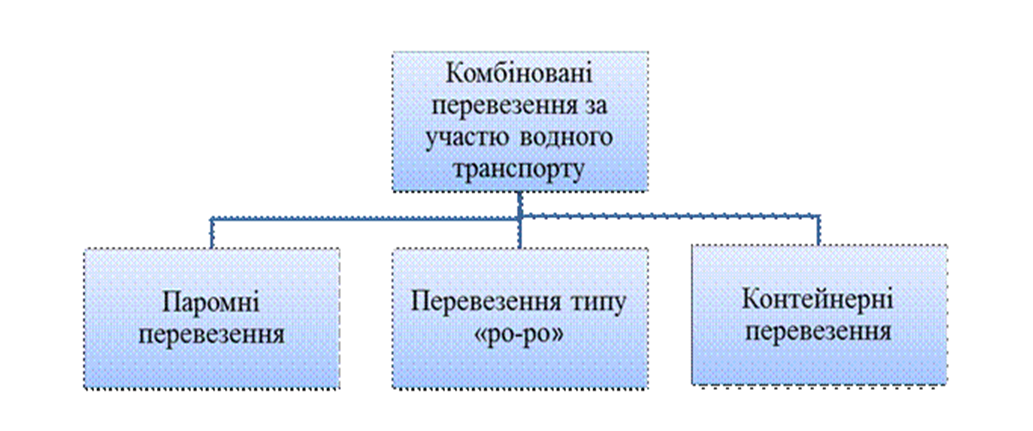 Комбіновані
перевезення за
участю водного
транспорту
Паромні
перевезення
Перевезення типу
«ро-ро»
Контейнерні
перевезення